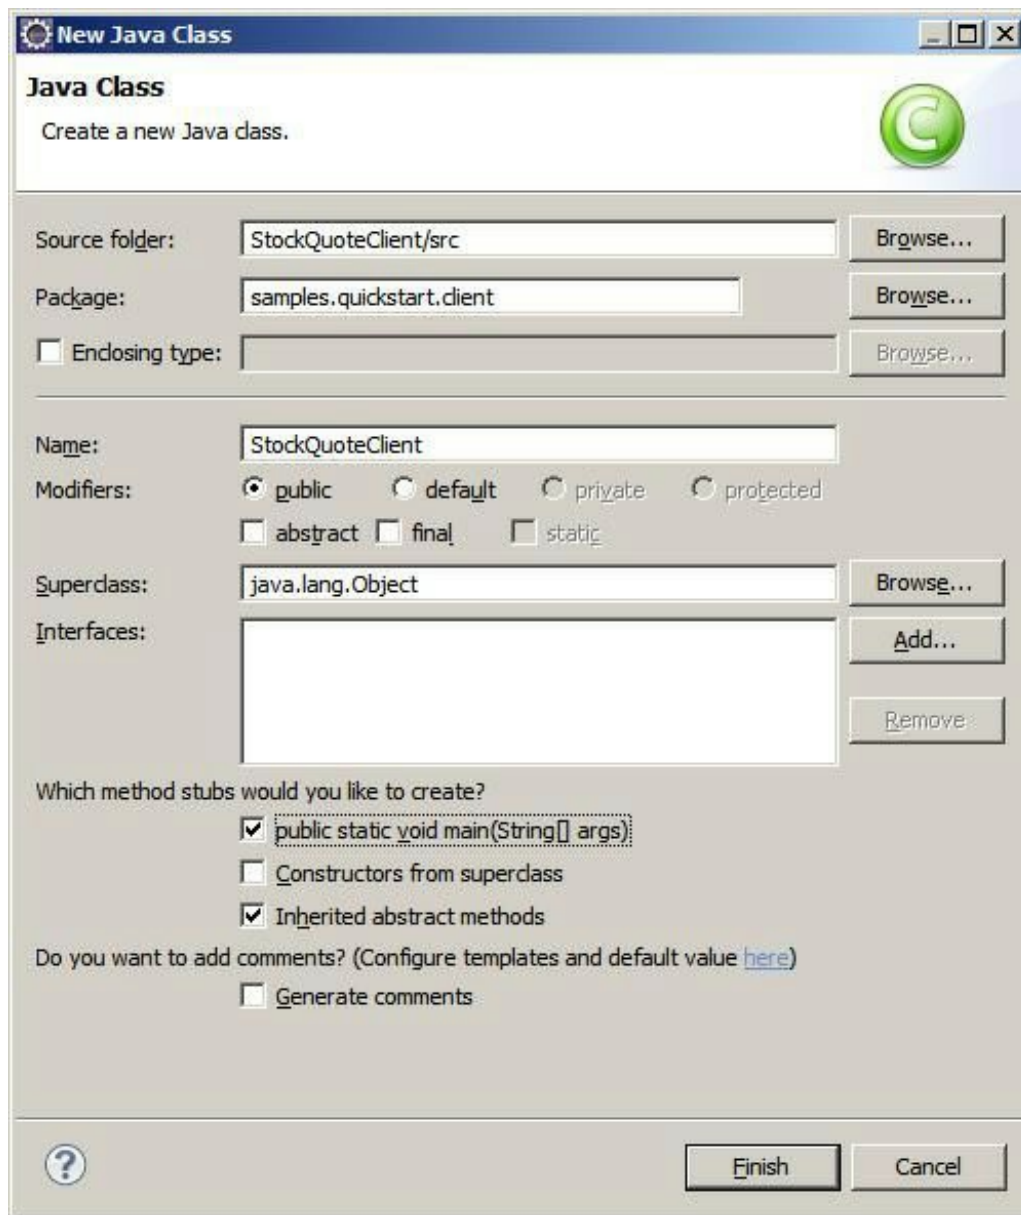 New Java Class
Java Class
Create a new Java class.
C
Source folder: StockQuoteClient/src Browse...
Package: samples.quickstart.client Browse...
Enclosing type: Browse...
Name: StockQuoteClient
Modifiers: public default private protected
abstract final static
Superclass: java.lang.Object Browse...
Interfaces: Add...
Remove
Which method stubs would you like to create?
public static void main(String[] args)
Constructors from superclass
Inherited abstract methods
Do you want to add comments? (Configure templates and default value here)
Generate comments
? Finish Cancel